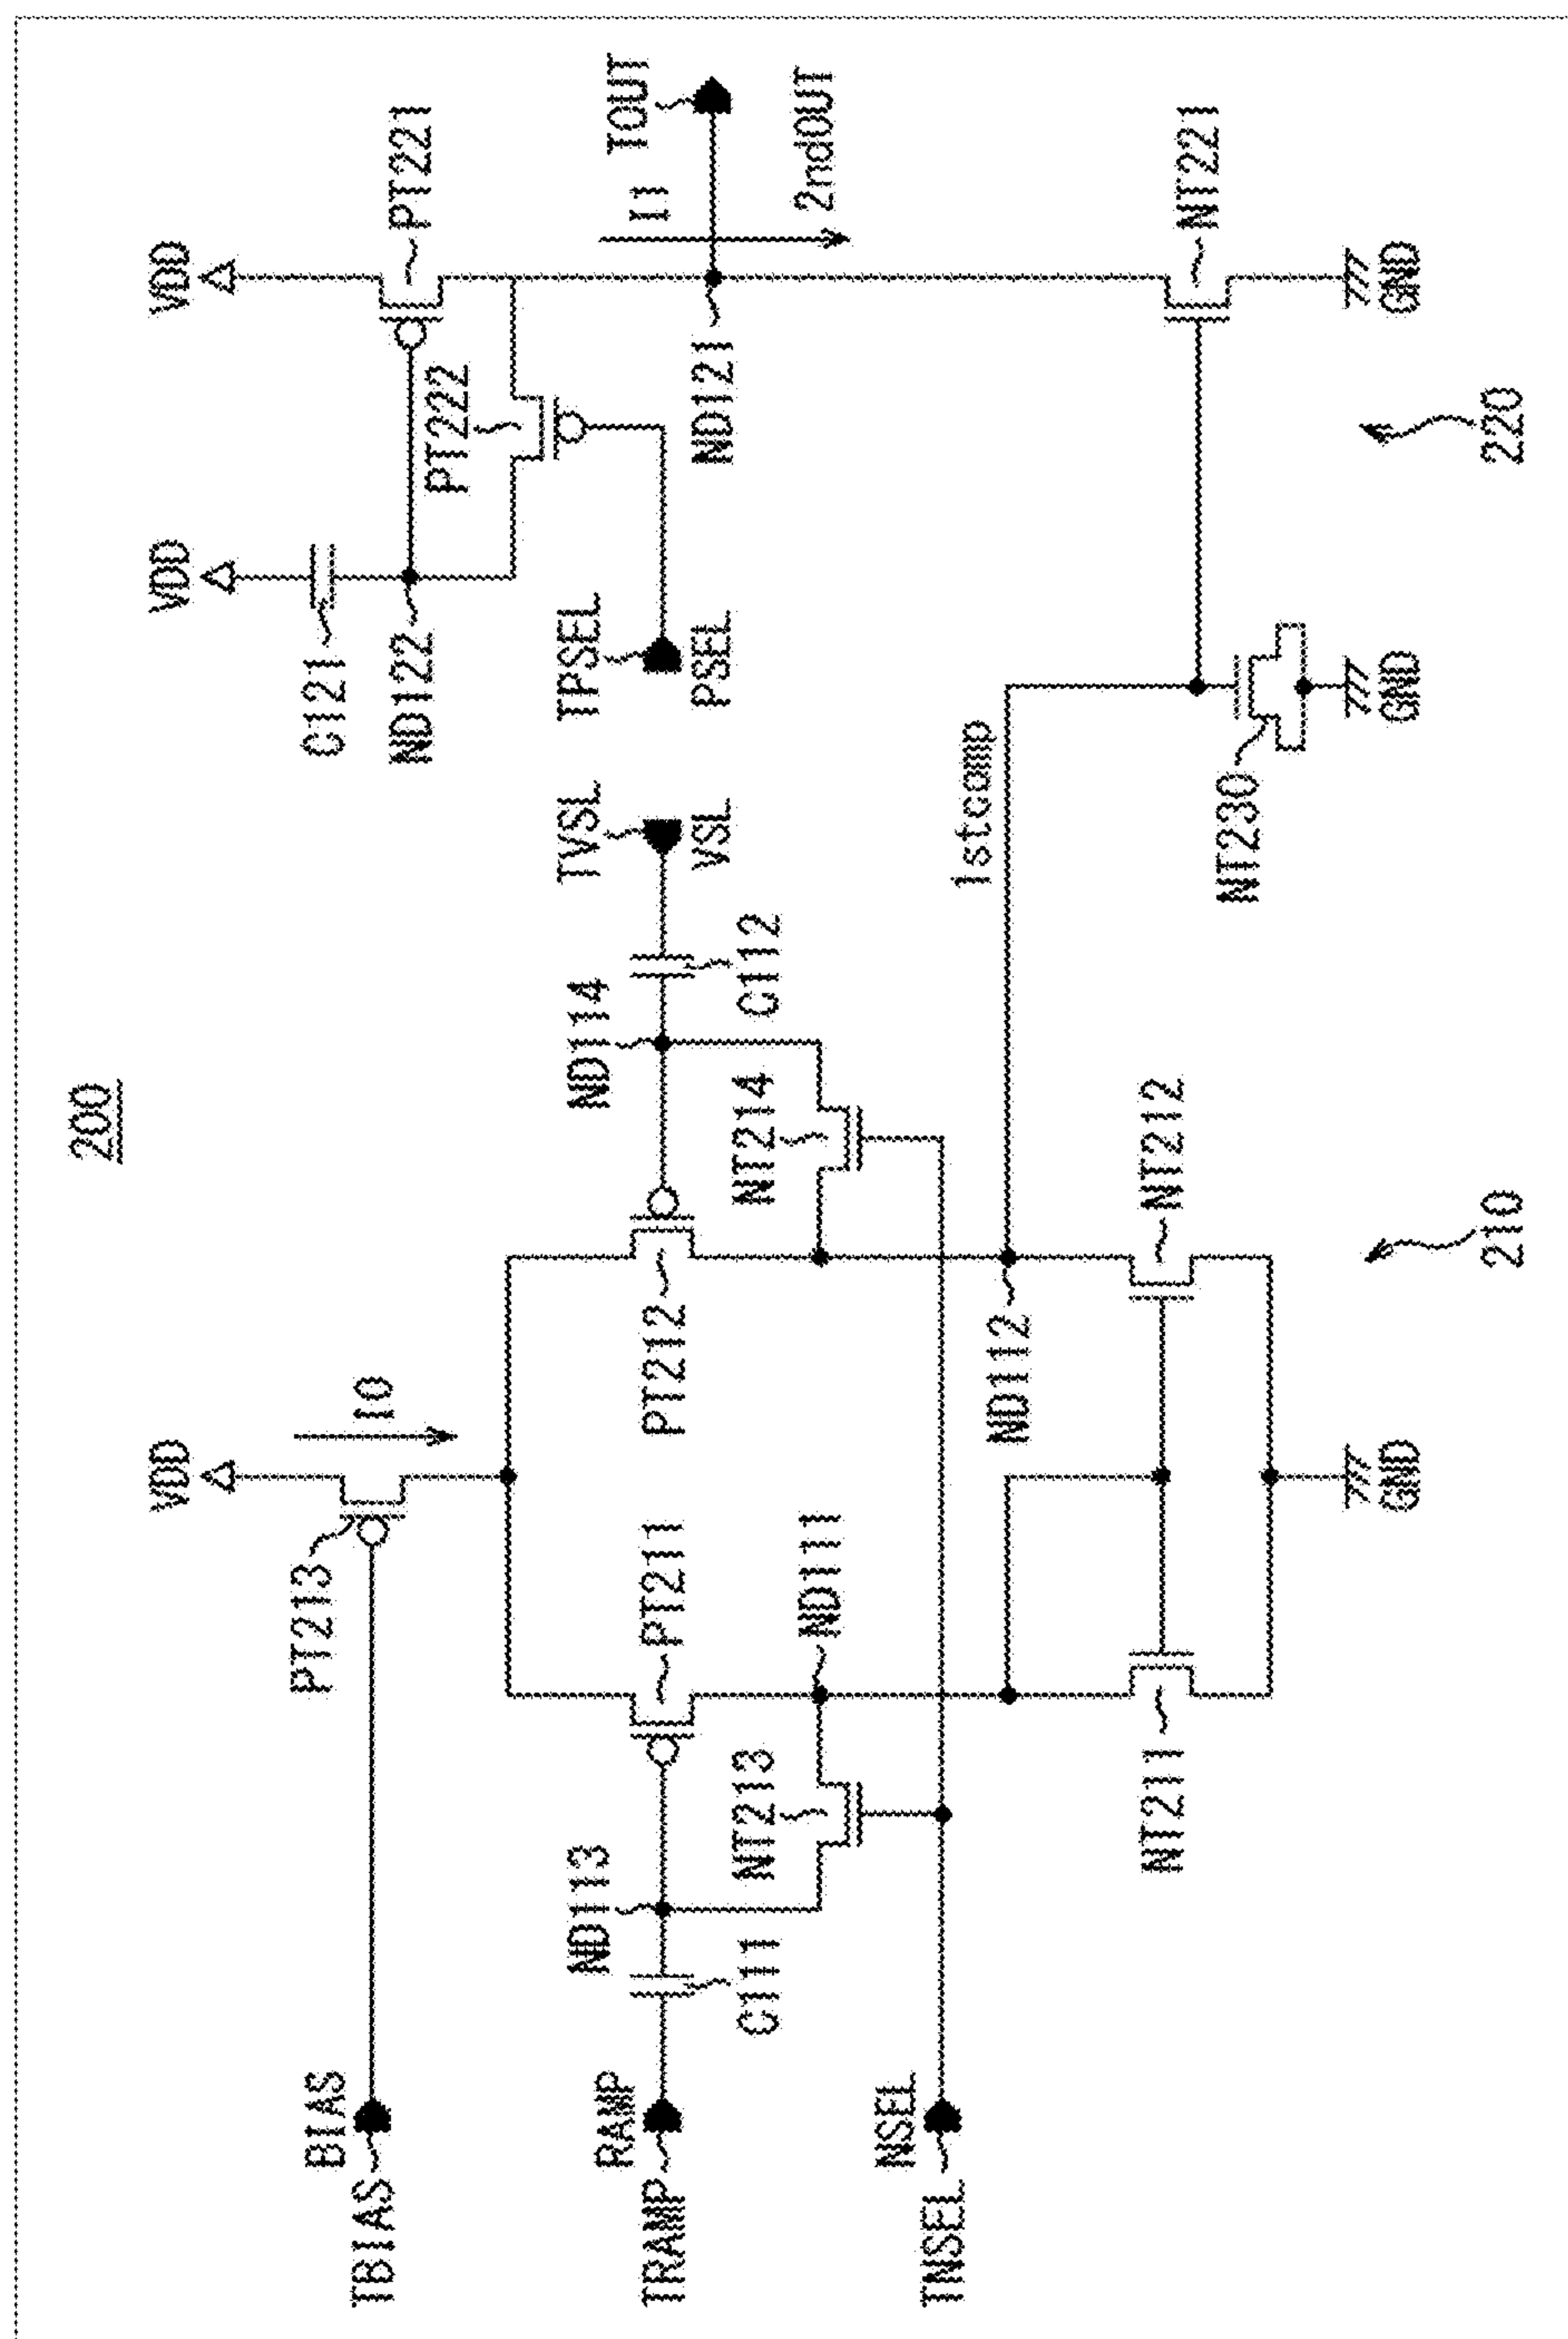 200
VDD
VDD
VDD
PT213
I0
C121
PT221
BIAS
TBIAS
ND122
PT222
TPSEL
PSEL
TOUT
I1
2ndOUT
ND121
RAMP
TRAMP
C111
ND113
PT211
PT212
ND114
C112
TVSL
VSL
NT213
ND111
NT214
NSEL
TNSEL
ND112
1stcomp
NT211
NT212
NT230
NT221
GND
GND
GND
210
220